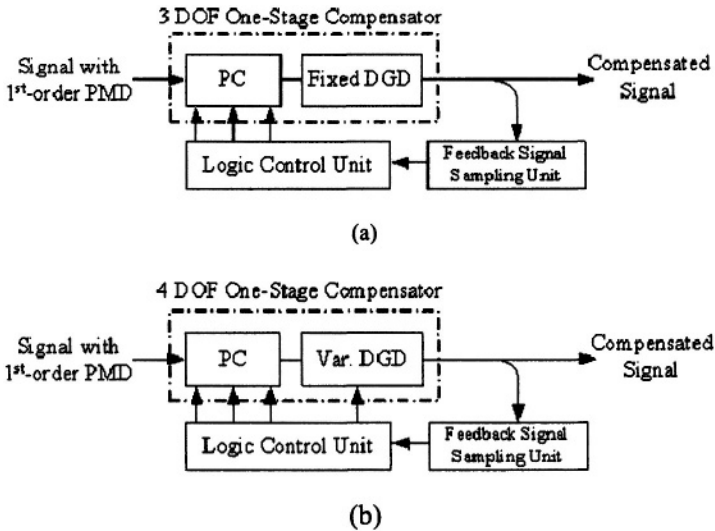 3 DOF One-Stage Compensator
Signal with
1st-order PMD
PC
Fixed DGD
Compensated
Signal
Logic Control Unit
Feedback Signal
Sampling Unit
(a)
4 DOF One-Stage Compensator
Signal with
1st-order PMD
PC
Var. DGD
Compensated
Signal
Logic Control Unit
Feedback Signal
Sampling Unit
(b)